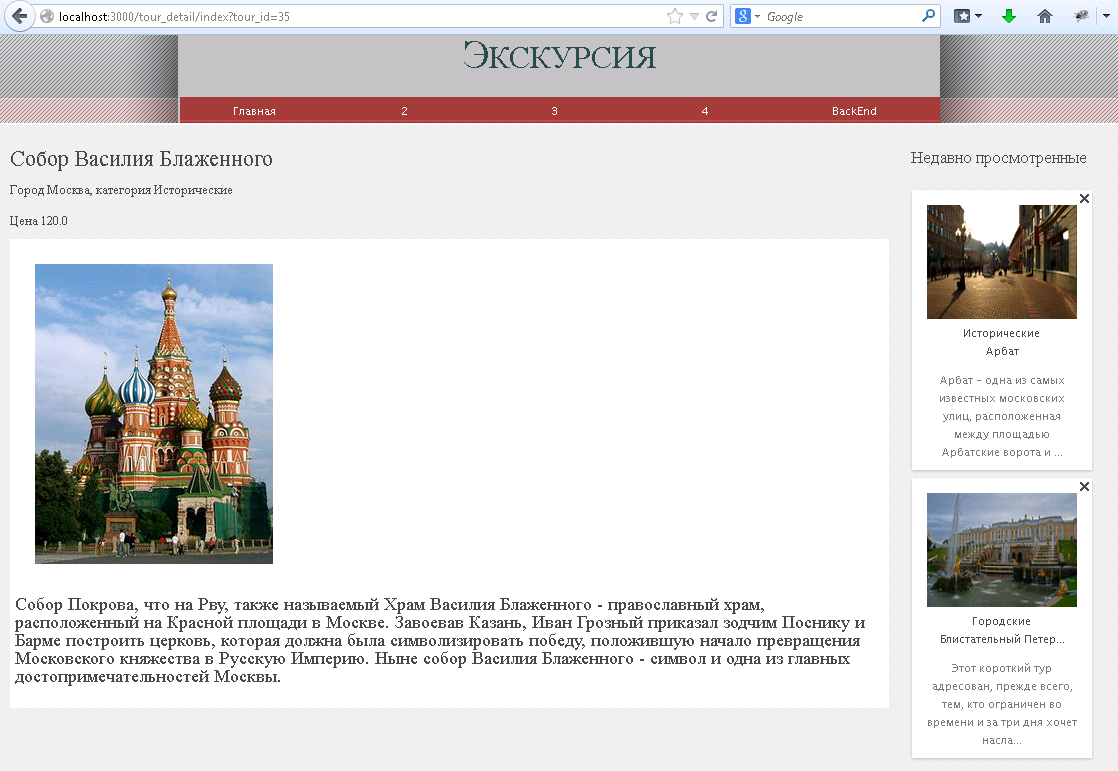 localhost:3000/tour_detail/index?tour_id=35
Google
Экскурсия
Главная 2 3 4 BackEnd
Собор Василия Блаженного
Город Москва, категория Исторические
Цена 120.0
Собор Покрова, что на Рву, также называемый Храм Василия Блаженного - православный храм,
расположенный на Красной площади в Москве. Завоевав Казань, Иван Грозный приказал зодчим Поснику и
Барме построить церковь, которая должна была символизировать победу, положившую начало превращения
Московского княжества в Русскую Империю. Ныне собор Василия Блаженного - символ и одна из главных
достопримечательностей Москвы.
Недавно просмотренные
Исторические
Арбат
Арбат – одна из самых
известных московских
улиц, расположенная
между площадью
Арбатские ворота и ...
Городские
Блистательный Петер...
Этот короткий тур
адресован, прежде всего,
тем, кто ограничен во
времени и за три дня хочет
насла...